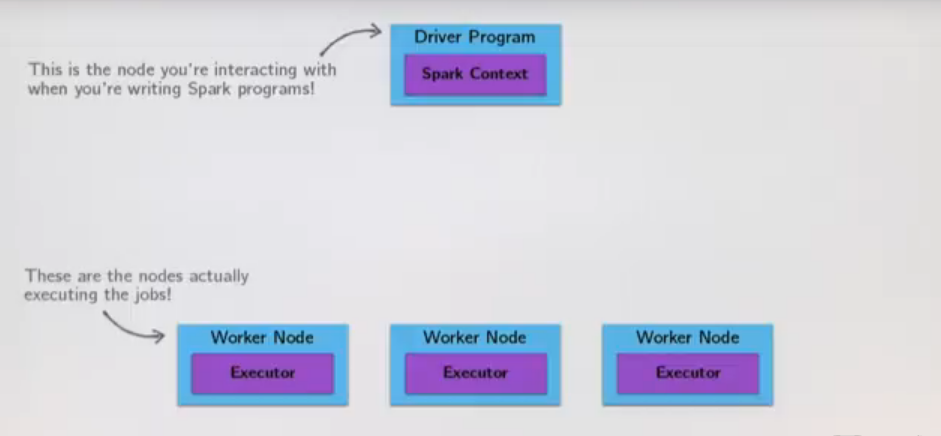 Driver Program
Spark Context
This is the node you're interacting with
when you're writing Spark programs!
These are the nodes actually
executing the jobs!
Worker Node
Executor
Worker Node
Executor
Worker Node
Executor